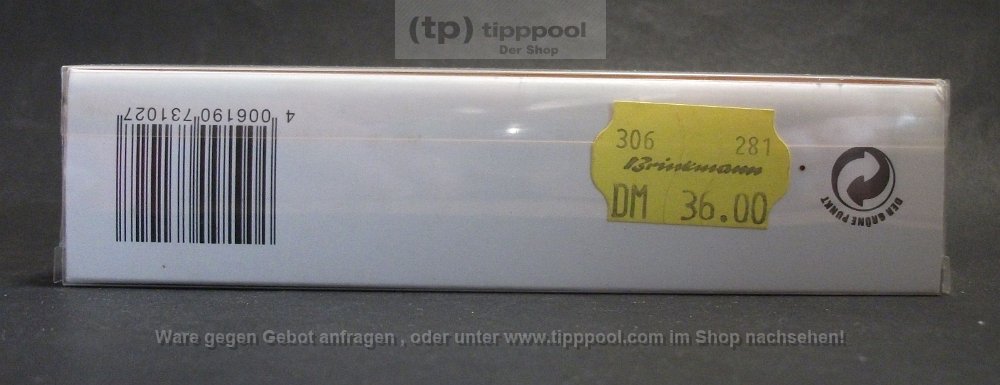 (tp) tipppool
Der Shop
4 006190 731027
306 281
Brinkmann
DM 36.00
DER GRÜNE PUNKT
Ware gegen Gebot anfragen , oder unter www.tipppool.com im Shop nachsehen!